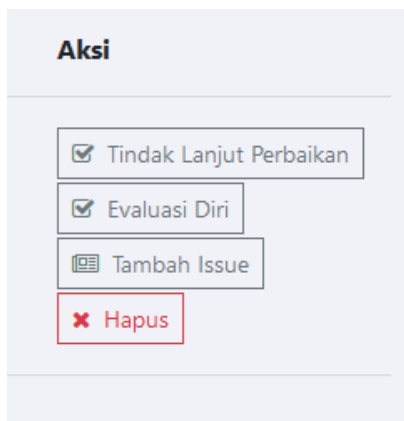 Aksi
Tindak Lanjut Perbaikan
Evaluasi Diri
Tambah Issue
Hapus